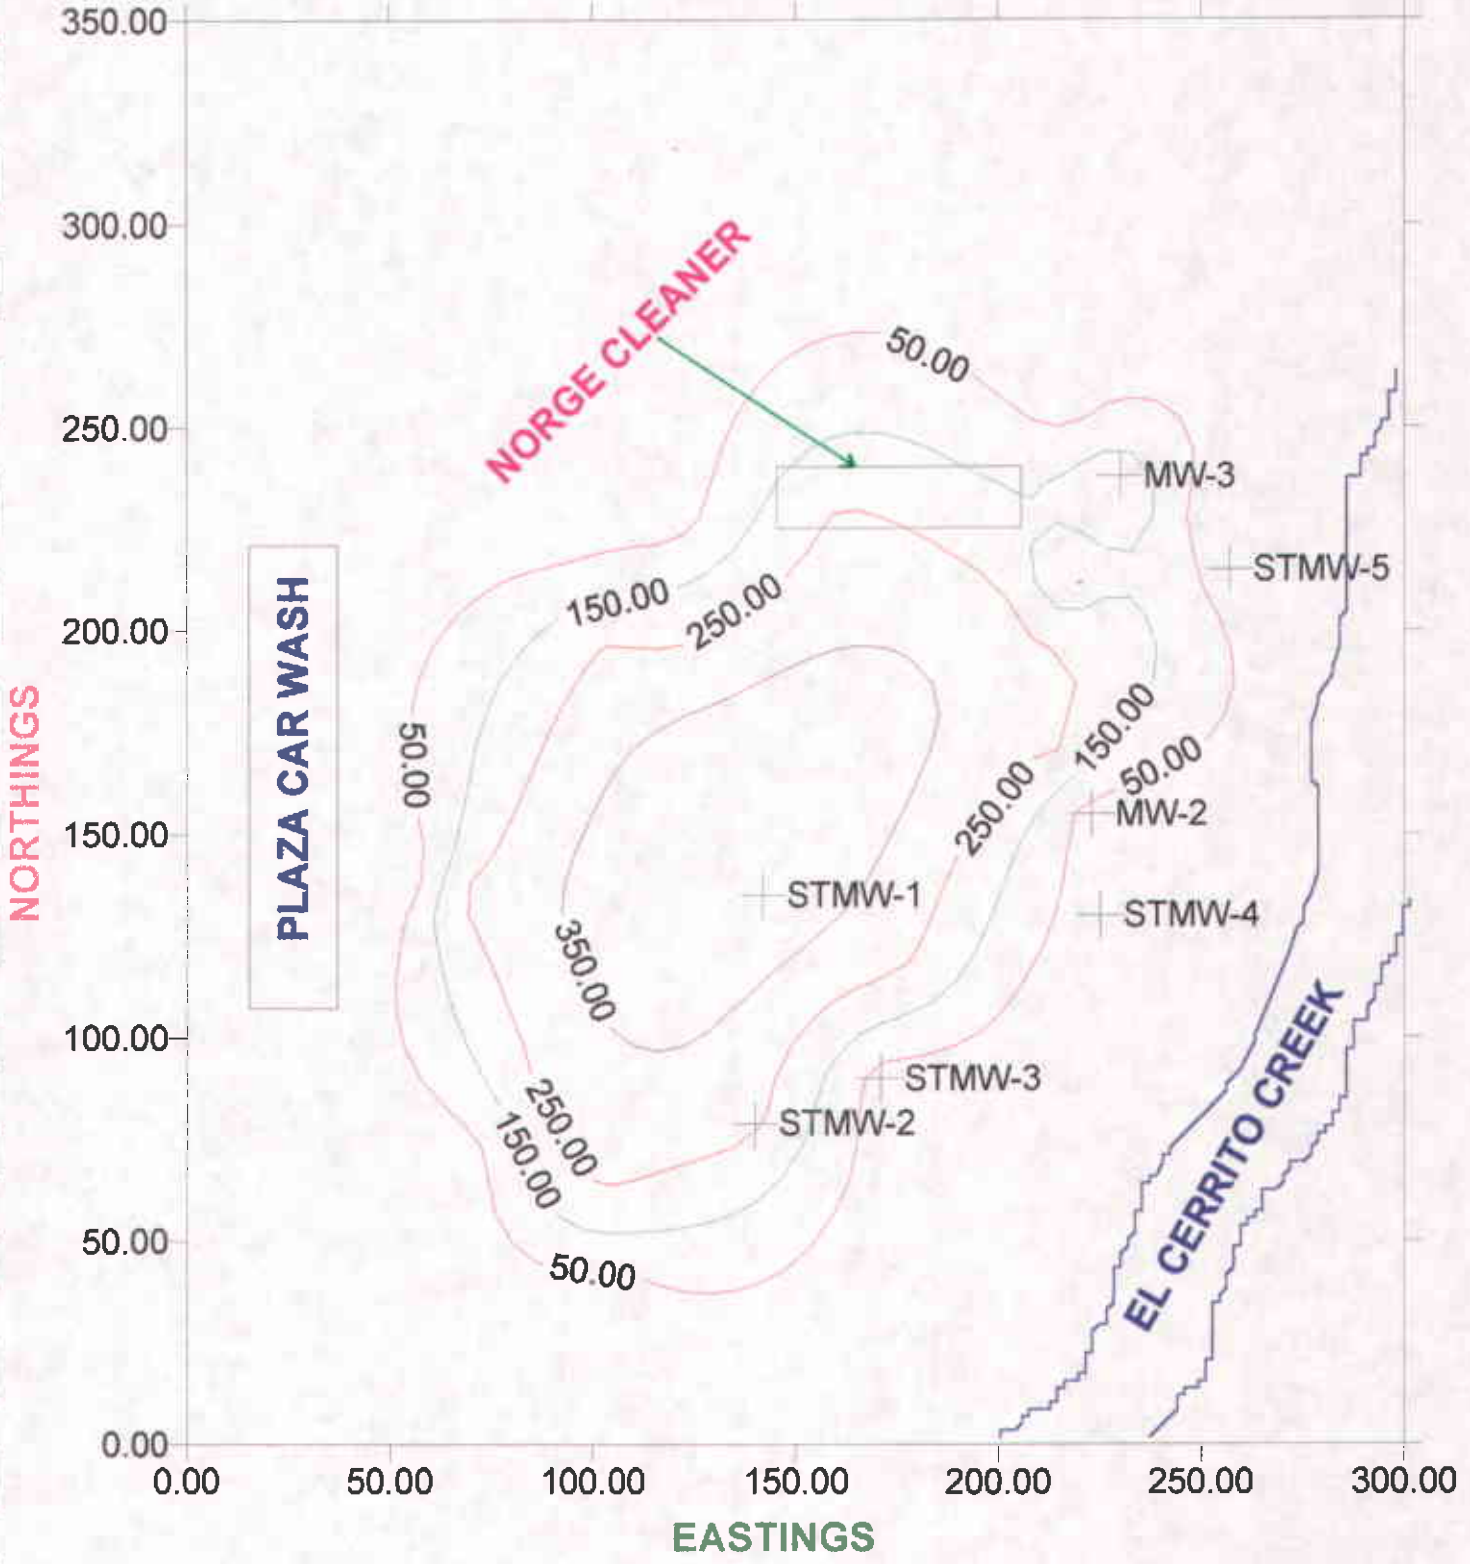 350.00
300.00
250.00
200.00
150.00
100.00
50.00
0.00
NORTHINGS
0.00 50.00 100.00 150.00 200.00 250.00 300.00
EASTINGS
NORGE CLEANER
PLAZA CAR WASH
EL CERRITO CREEK
50.00
MW-3
STMW-5
150.00
250.00
50.00
150.00
50.00
250.00
MW-2
STMW-1
STMW-4
350.00
STMW-3
STMW-2
250.00
150.00
50.00